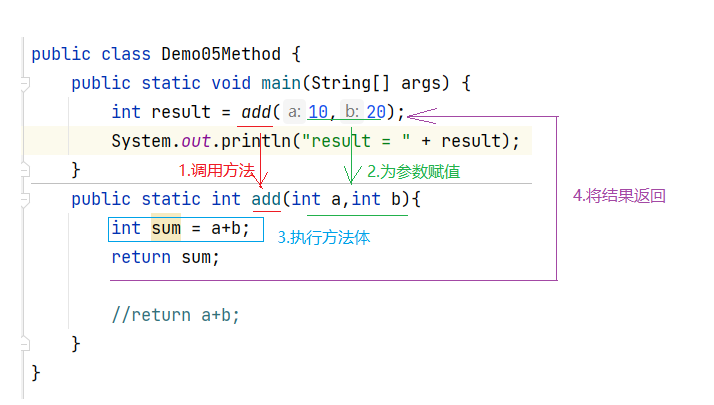 public class Demo05Method {
public static void main(String[] args) {
int result = add( a: 10, b: 20);
System.out.println("result = " + result);
1.调用方法
2.为参数赋值
}
4.将结果返回
public static int add(int a,int b){
int sum = a+b;
3.执行方法体
return sum;
//return a+b;
}
}